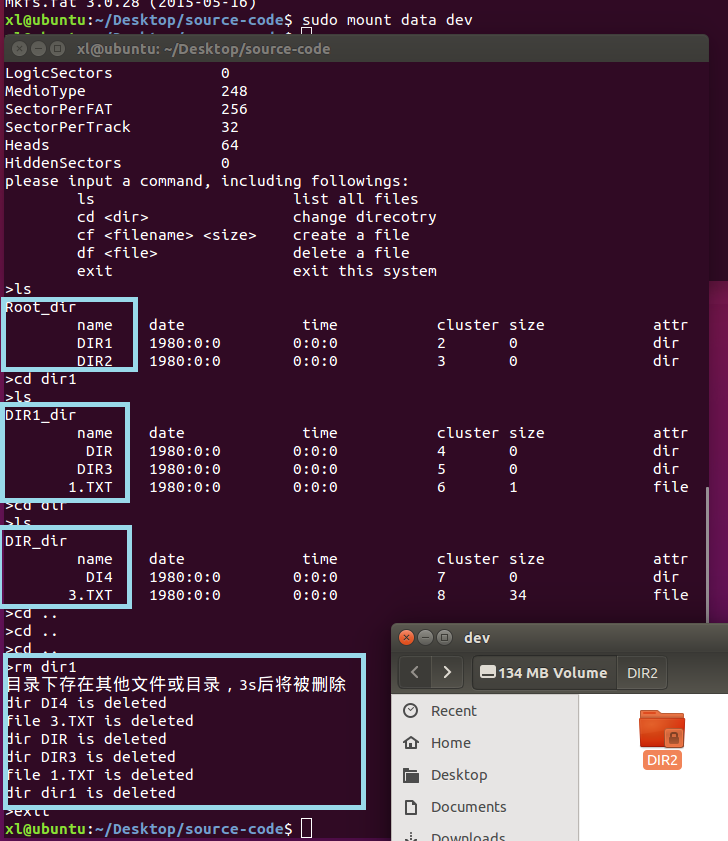 mkfs.fat 3.0.28 (2015-05-16)
xl@ubuntu:~/Desktop/source-code$ sudo mount data dev
xl@ubuntu: ~/Desktop/source-code
LogicSectors 0
MedioType 248
SectorPerFAT 256
SectorPerTrack 32
Heads 64
HiddenSectors 0
please input a command, including followings:
ls list all files
cd <dir> change direcotry
cf <filename> <size> create a file
df <file> delete a file
exit exit this system
>ls
Root_dir
name date time cluster size attr
DIR1 1980:0:0 0:0:0 2 0 dir
DIR2 1980:0:0 0:0:0 3 0 dir
>cd dir1
>ls
DIR1_dir
name date time cluster size attr
DIR 1980:0:0 0:0:0 4 0 dir
DIR3 1980:0:0 0:0:0 5 0 dir
1.TXT 1980:0:0 0:0:0 6 1 file
>cd dir
>ls
DIR_dir
name date time cluster size attr
DI4 1980:0:0 0:0:0 7 0 dir
3.TXT 1980:0:0 0:0:0 8 34 file
>cd ..
>cd ..
>cd ..
>rm dir1
目录下存在其他文件或目录，3s后将被删除
dir DI4 is deleted
file 3.TXT is deleted
dir DIR is deleted
dir DIR3 is deleted
file 1.TXT is deleted
dir dir1 is deleted
>exit
xl@ubuntu:~/Desktop/source-code$
dev
134 MB Volume DIR2
Recent
Home
Desktop
Documents
Downloads
DIR2